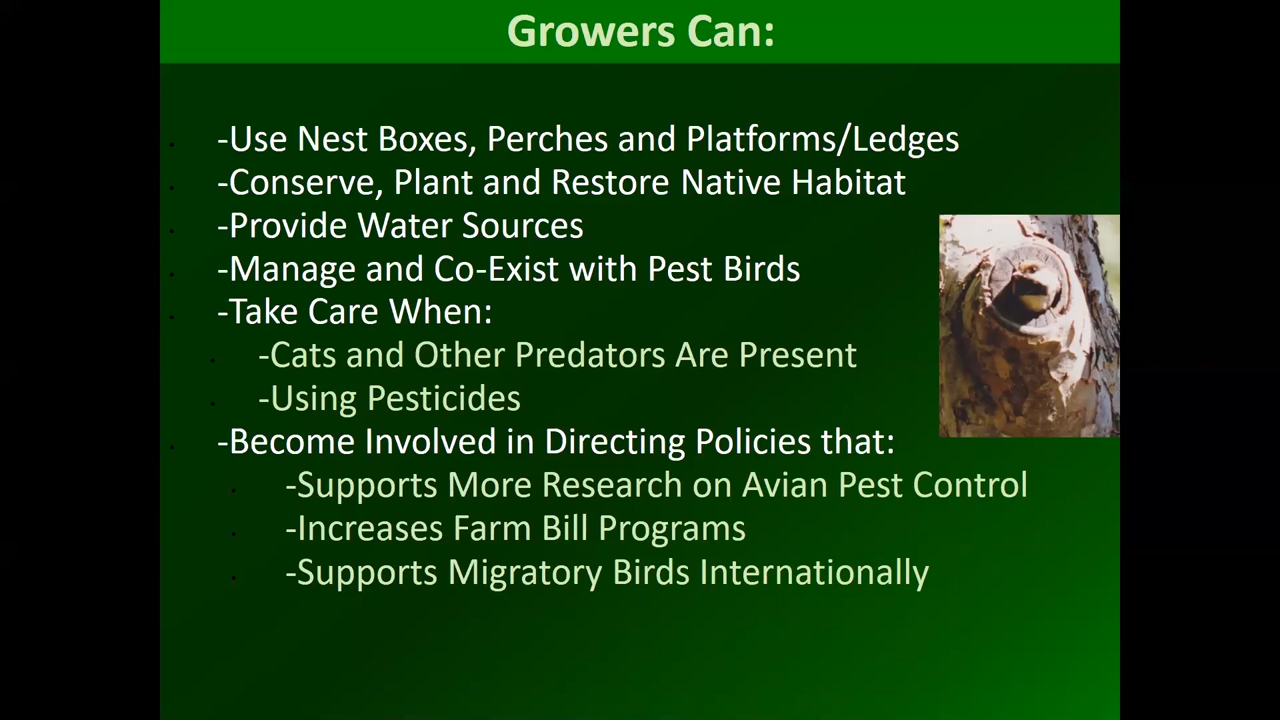 Growers Can:
-Use Nest Boxes, Perches and Platforms/Ledges
-Conserve, Plant and Restore Native Habitat
-Provide Water Sources
-Manage and Co-Exist with Pest Birds
-Take Care When:
-Cats and Other Predators Are Present
-Using Pesticides
-Become Involved in Directing Policies that:
-Supports More Research on Avian Pest Control
-Increases Farm Bill Programs
-Supports Migratory Birds Internationally